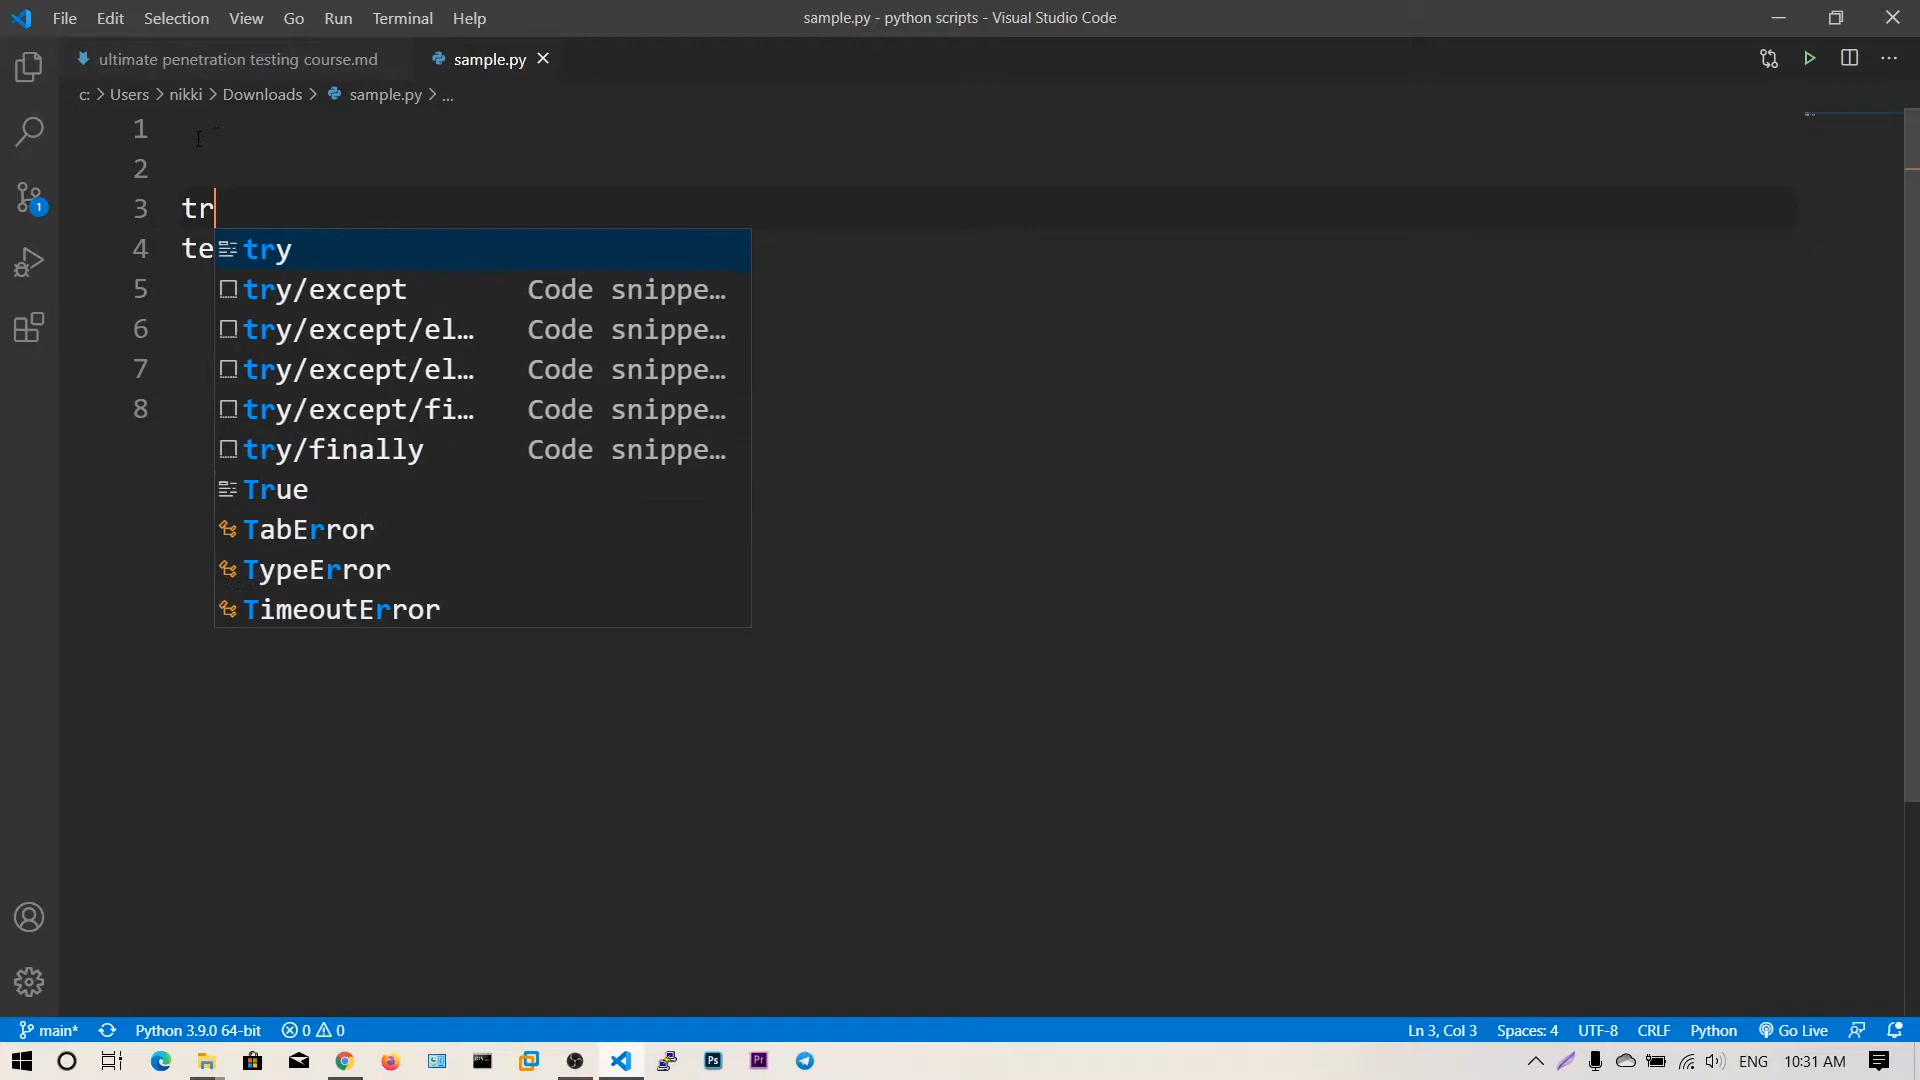 File Edit Selection View Go Run Terminal Help
sample.py - python scripts - Visual Studio Code
ultimate penetration testing course.md
sample.py
c: > Users > nikki > Downloads > sample.py > ...
1
2
3 tr
4 te
5
6
7
8
try
try/except Code snippe...
try/except/el... Code snippe...
try/except/el... Code snippe...
try/except/fi... Code snippe...
try/finally Code snippe...
True
TabError
TypeError
TimeoutError
1
main* Python 3.9.0 64-bit 0 0
Ln 3, Col 3 Spaces: 4 UTF-8 CRLF Python Go Live
Ps Pr
ENG 10:31 AM